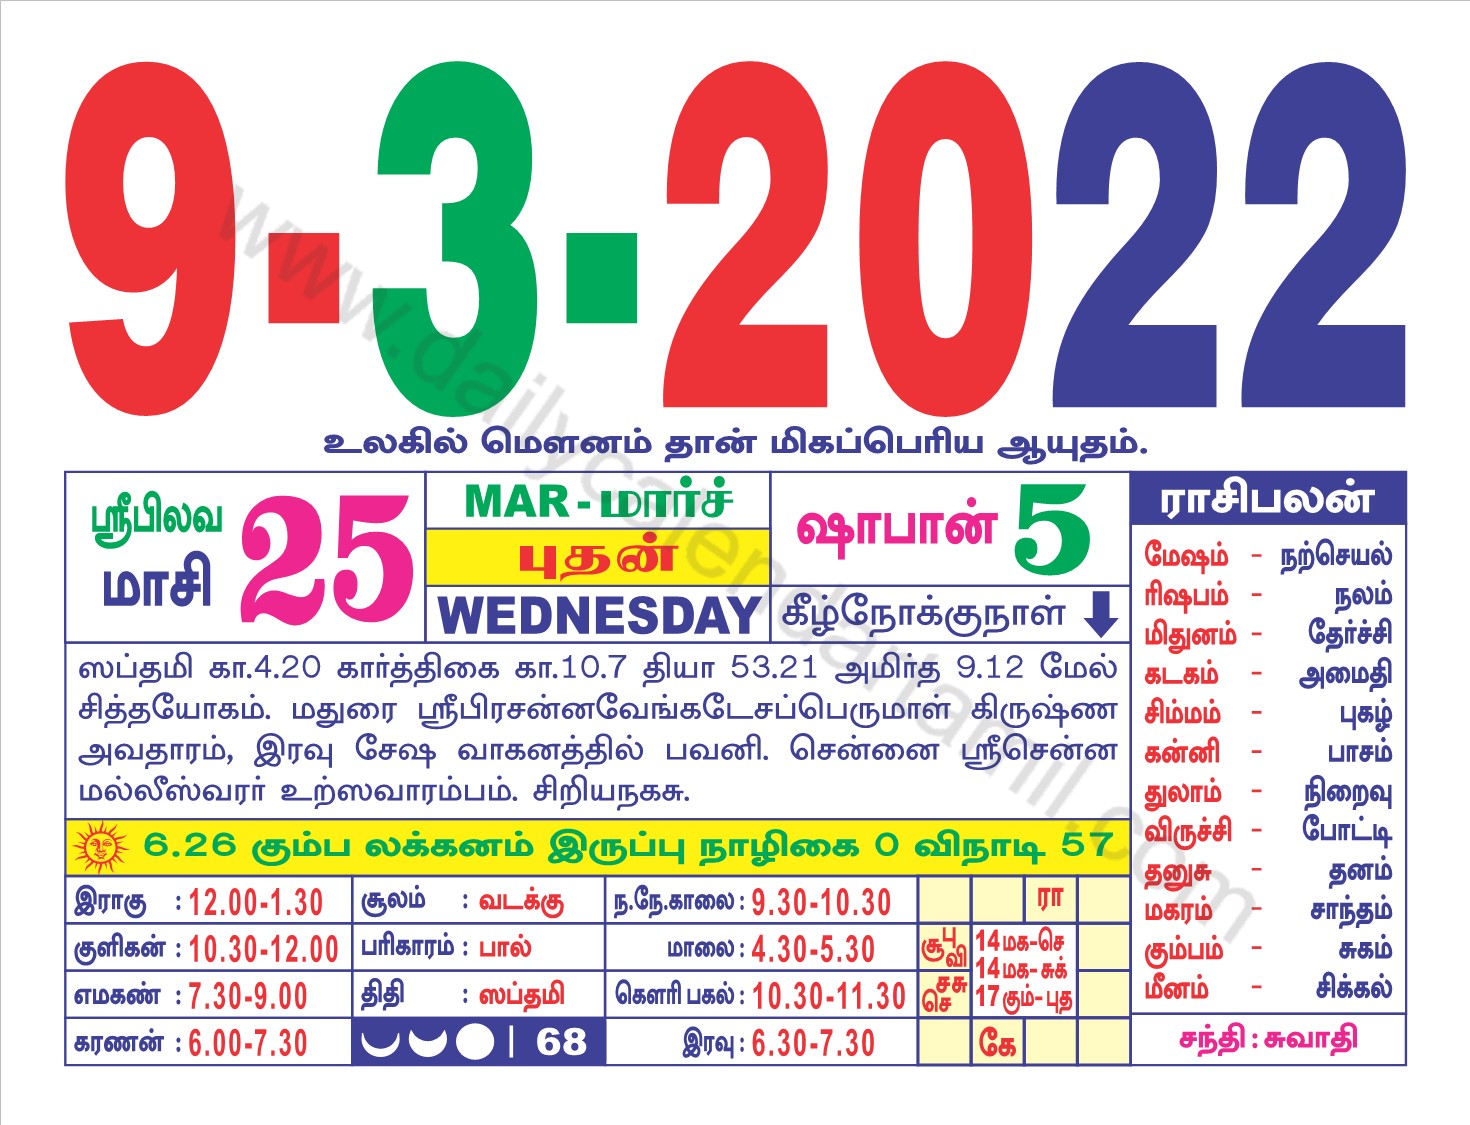 9-3-2022
உலகில் மௌனம் தான் மிகப்பெரிய ஆயுதம்.
ஸ்ரீபிலவ
மாசி 25
MAR - மார்ச்
புதன்
WEDNESDAY
ஷாபான் 5
கீழ்நோக்குநாள்
ஸப்தமி கா.4.20 கார்த்திகை கா.10.7 தியா 53.21 அமிர்த 9.12 மேல்
சித்தயோகம். மதுரை ஸ்ரீபிரசன்னவேங்கடேசப்பெருமாள் கிருஷ்ண
அவதாரம், இரவு சேஷ வாகனத்தில் பவனி. சென்னை ஸ்ரீசென்ன
மல்லீஸ்வரர் உற்ஸவாரம்பம். சிறியநகசு.
6.26 கும்ப லக்கனம் இருப்பு நாழிகை 0 விநாடி 57
இராகு : 12.00-1.30
குளிகன் : 10.30-12.00
எமகண் : 7.30-9.00
கரணன் : 6.00-7.30
சூலம் : வடக்கு
பரிகாரம் : பால்
திதி : ஸப்தமி
| 68
ந.நே.காலை : 9.30-10.30
மாலை : 4.30-5.30
கௌரி பகல் : 10.30-11.30
இரவு : 6.30-7.30
ரா
சூ பு வி
செ ச சு
14 மக-செ
14 மக-சுக்
17 கும்-புத
கே
ராசிபலன்
மேஷம் - நற்செயல்
ரிஷபம் - நலம்
மிதுனம் - தேர்ச்சி
கடகம் - அமைதி
சிம்மம் - புகழ்
கன்னி - பாசம்
துலாம் - நிறைவு
விருச்சி - போட்டி
தனுசு - தனம்
மகரம் - சாந்தம்
கும்பம் - சுகம்
மீனம் - சிக்கல்
சந்தி : சுவாதி
www.dailycalendartamil.com